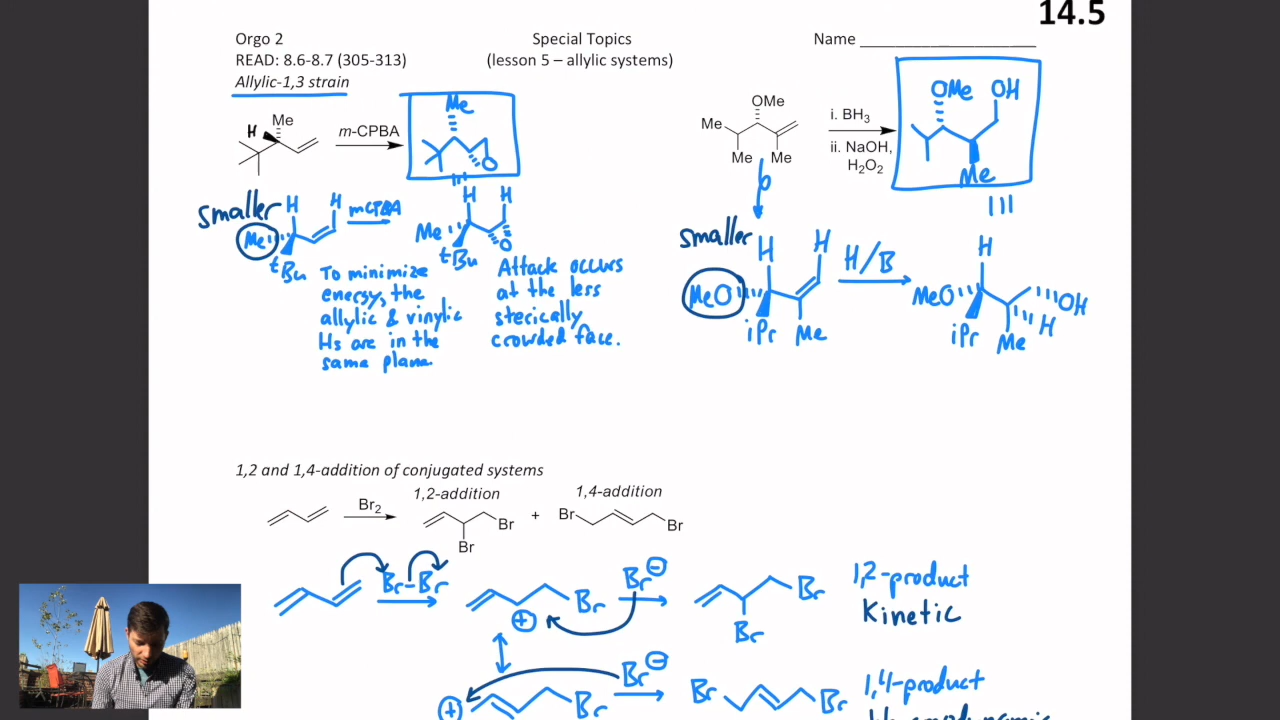 14.5
Orgo 2
READ: 8.6-8.7 (305-313)
Allylic-1,3 strain
Special Topics
(lesson 5 – allylic systems)
Name
H
Me
m-CPBA
Me
O
OMe
Me
Me
Me
i. BH3
ii. NaOH,
H2O2
OMe OH
Me
smaller
H
H
Me
tBu
mCPBA
H
H
Me
tBu
O
To minimize
energy, the
allylic & vinylic
Hs are in the
same plane.
Attack occurs
at the less
sterically
crowded face.
smaller
H
H
MeO
iPr
Me
H/B
H
MeO
iPr
Me
OH
H
1,2 and 1,4-addition of conjugated systems
Br2
1,2-addition
Br
Br
+
1,4-addition
Br
Br
Br-Br
Br
+
Br⊖
Br
Br
1,2-product
Kinetic
+
Br
Br⊖
Br
Br
1,4-product
thermodynamic